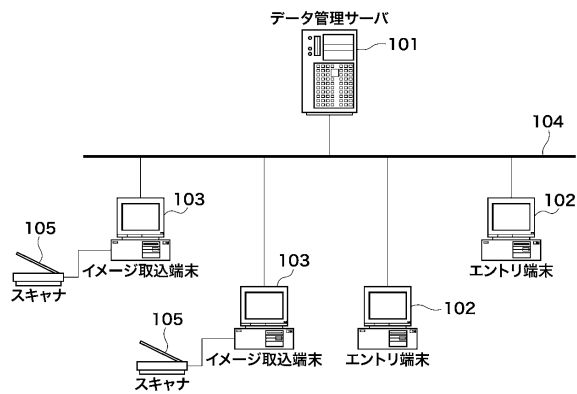 データ管理サーバ
101
104
103
102
105
イメージ取込端末
エントリ端末
スキャナ
103
102
105
イメージ取込端末
エントリ端末
スキャナ